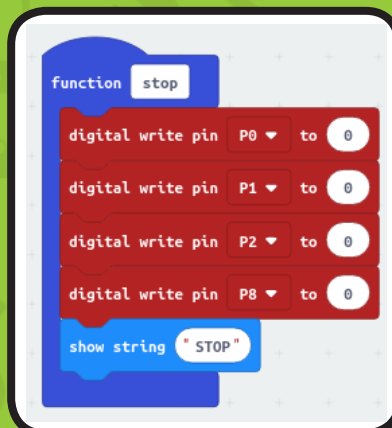 function stop
digital write pin P0 to 0
digital write pin P1 to 0
digital write pin P2 to 0
digital write pin P8 to 0
show string "STOP"